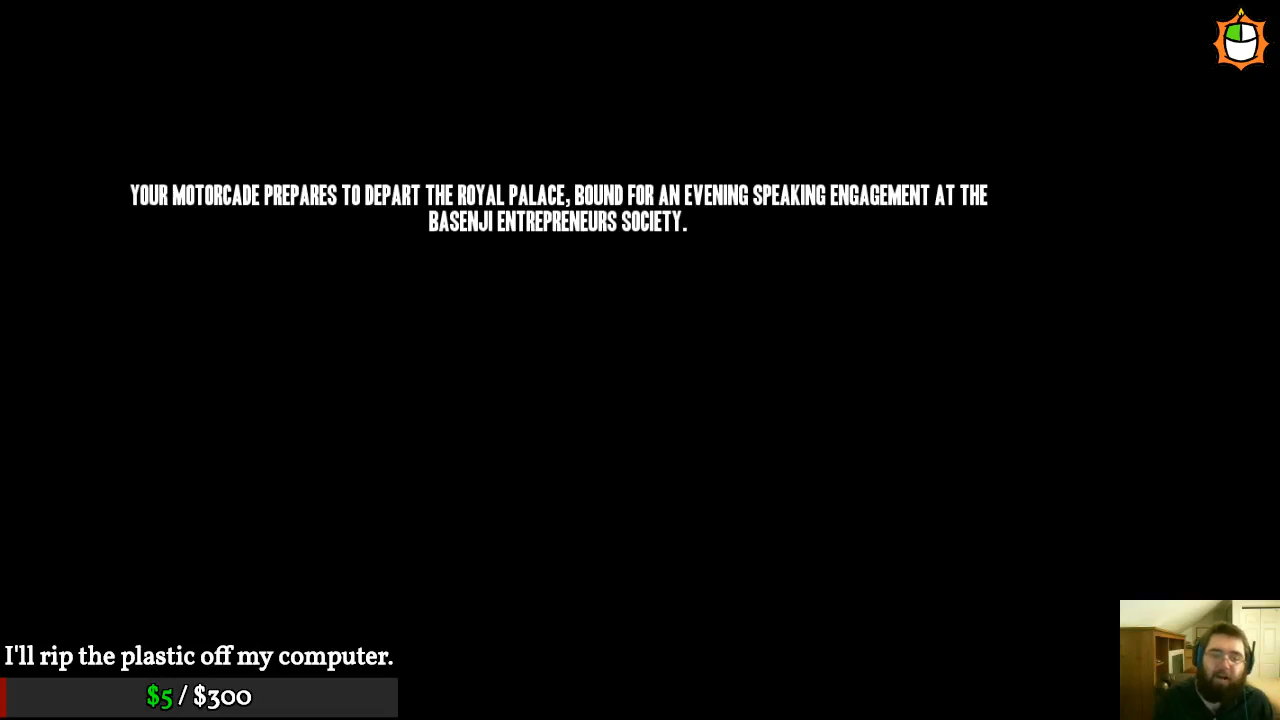 YOUR MOTORCADE PREPARES TO DEPART THE ROYAL PALACE, BOUND FOR AN EVENING SPEAKING ENGAGEMENT AT THE
BASENJI ENTREPRENEURS SOCIETY.
I'll rip the plastic off my computer.
$5 / $300